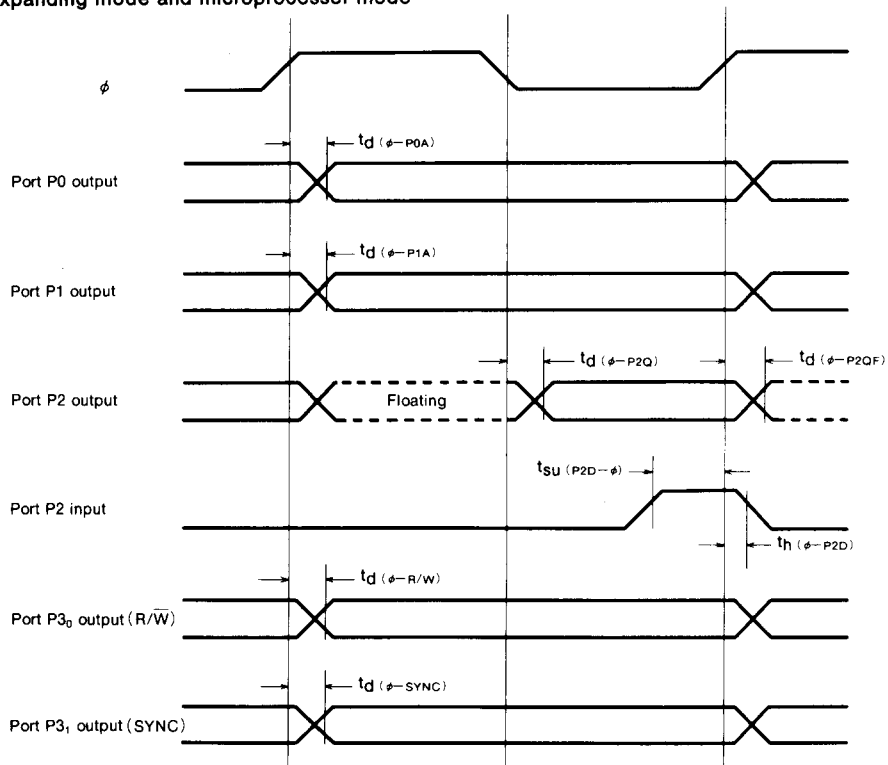 xpanding mode and microprocesser mode
φ
td (φ−P0A)
Port P0 output
td (φ−P1A)
Port P1 output
td (φ−P2Q) td (φ−P2QF)
Port P2 output Floating
tsu (P2D−φ)
Port P2 input
th (φ−P2D)
td (φ−R/W)
Port P3₀ output (R/W̅)
td (φ−SYNC)
Port P3₁ output (SYNC)